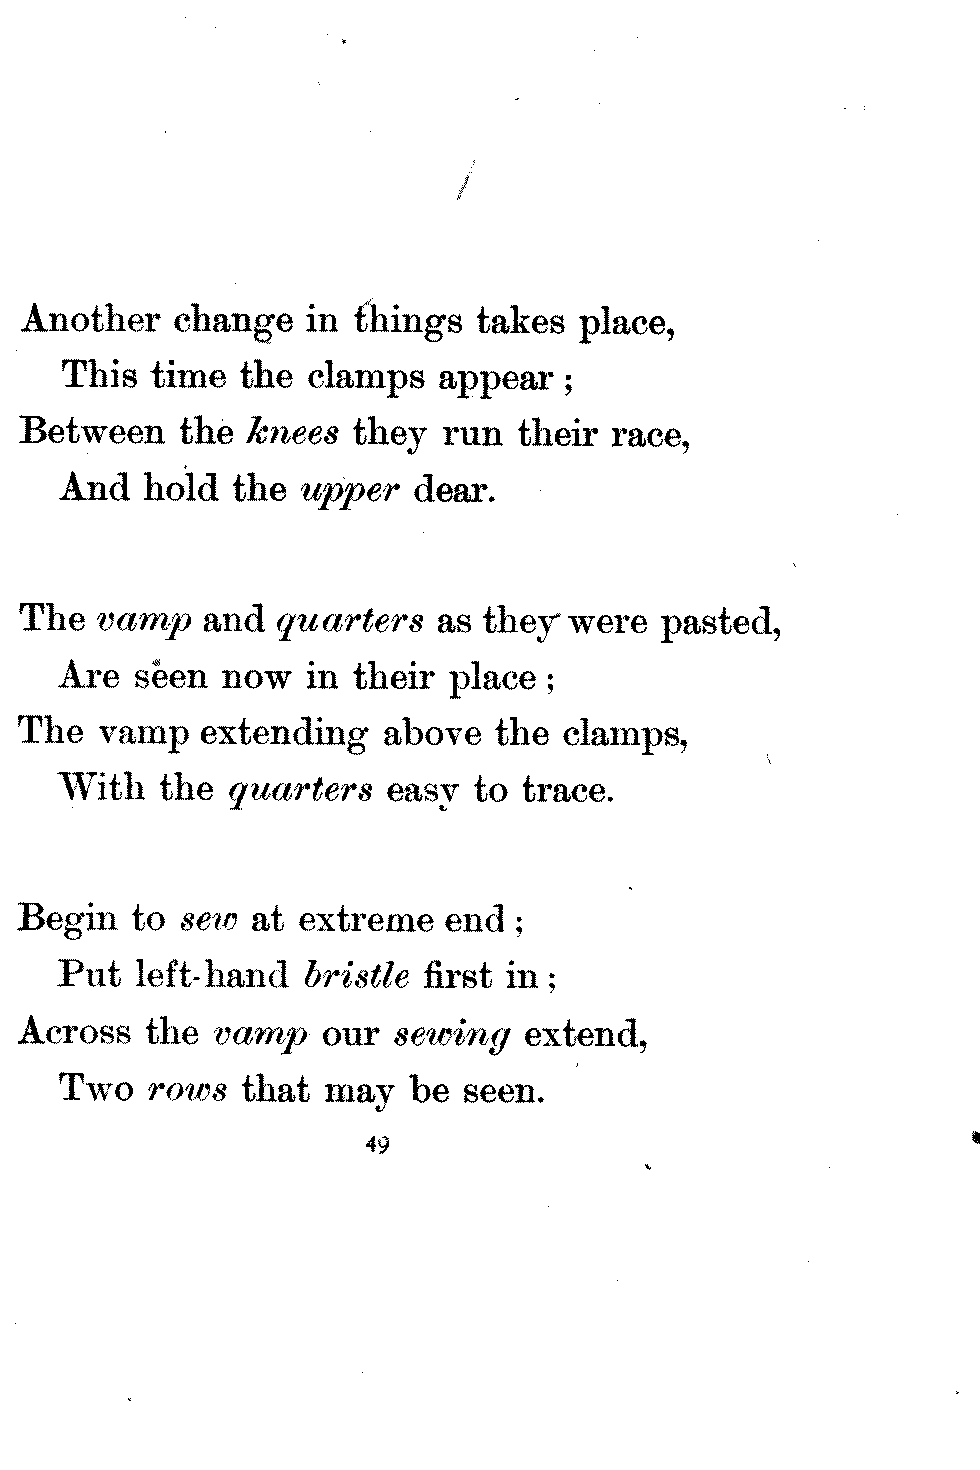 Another change in things takes place,
This time the clamps appear ;
Between the knees they run their race,
And hold the upper dear.
The vamp and quarters as they were pasted,
Are seen now in their place ;
The vamp extending above the clamps,
With the quarters easy to trace.
Begin to sew at extreme end ;
Put left-hand bristle first in ;
Across the vamp our sewing extend,
Two rows that may be seen.
49